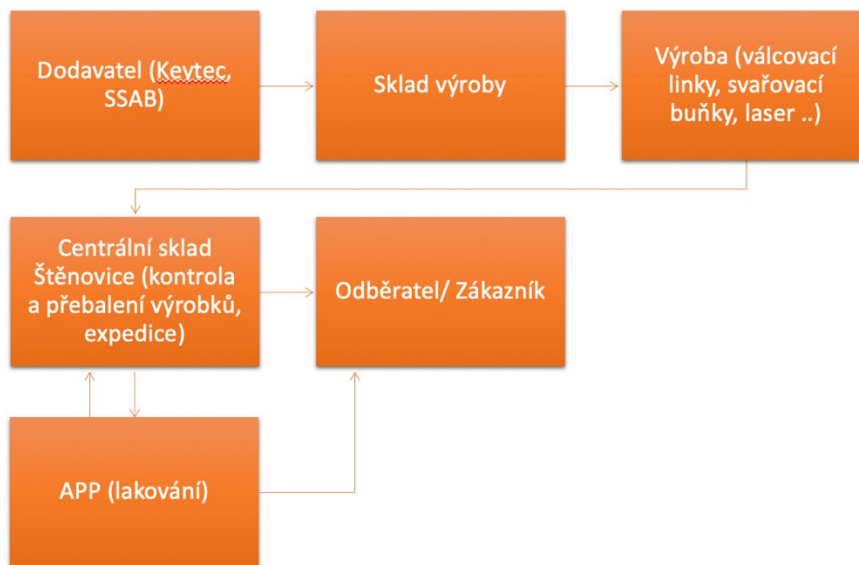 Dodavatel (Kevtec,
SSAB)
Sklad výroby
Výroba (válcovací
linky, svařovací
buňky, laser ..)
Centrální sklad
Štěnovice (kontrola
a přebalení výrobků,
expedice)
Odběratel/ Zákazník
APP (lakování)